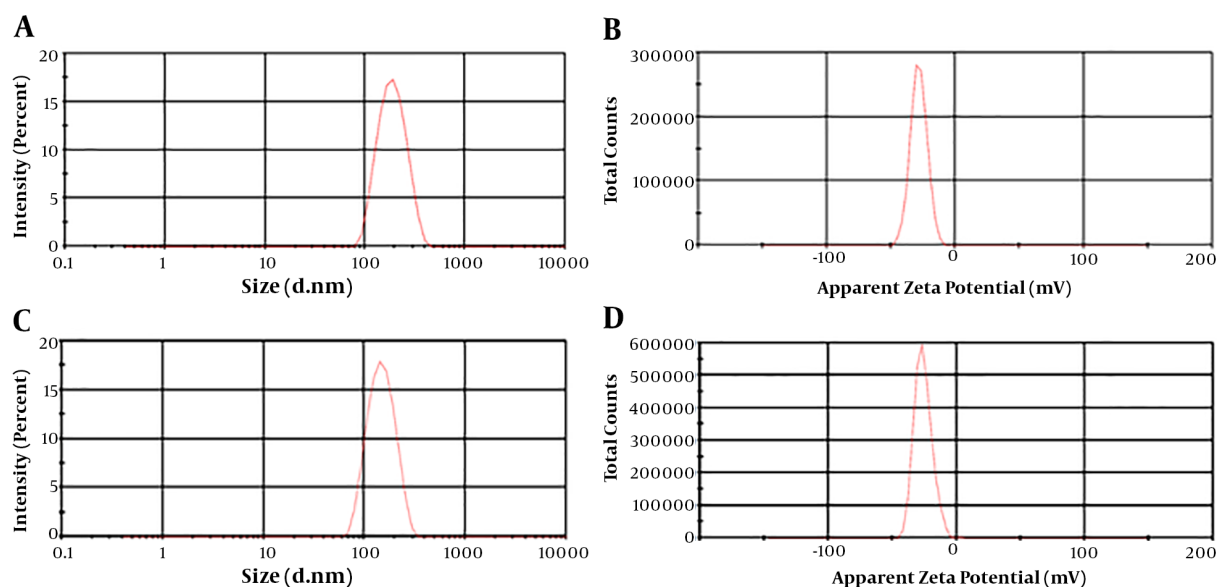 A
20
15
10
5
0
Intensity (Percent)
0.1 1 10 100 1000 10000
Size (d.nm)
B
300000
200000
100000
0
Total Counts
-100 0 100 200
Apparent Zeta Potential (mV)
C
20
15
10
5
0
Intensity (Percent)
0.1 1 10 100 1000 10000
Size (d.nm)
D
600000
500000
400000
300000
200000
100000
0
Total Counts
-100 0 100 200
Apparent Zeta Potential (mV)